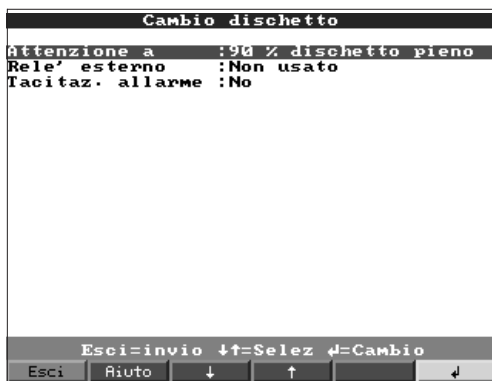 Cambio dischetto
Attenzione a :90 % dischetto pieno
Rele' esterno :Non usato
Tacitaz. allarme :No
Esci=invio ↓↑=Selez ↲=Cambio
Esci Aiuto ↓ ↑ ↲